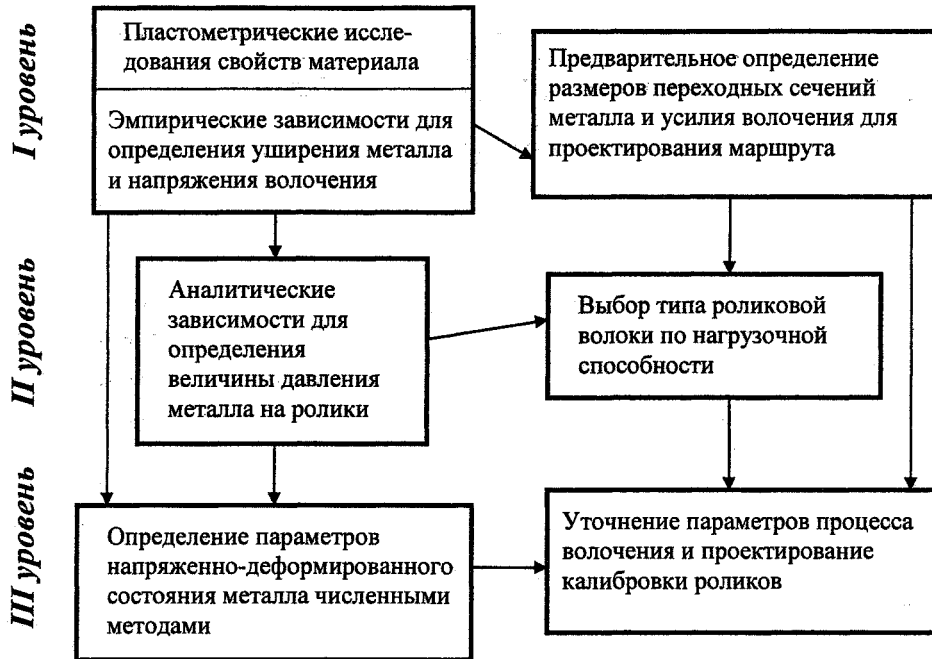 I уровень
Пластометрические иссле-
дования свойств материала
Эмпирические зависимости для
определения уширения металла
и напряжения волочения
Предварительное определение
размеров переходных сечений
металла и усилия волочения для
проектирования маршрута
II уровень
Аналитические
зависимости для
определения
величины давления
металла на ролики
Выбор типа роликовой
волоки по нагрузочной
способности
III уровень
Определение параметров
напряженно-деформированного
состояния металла численными
методами
Уточнение параметров процесса
волочения и проектирование
калибровки роликов